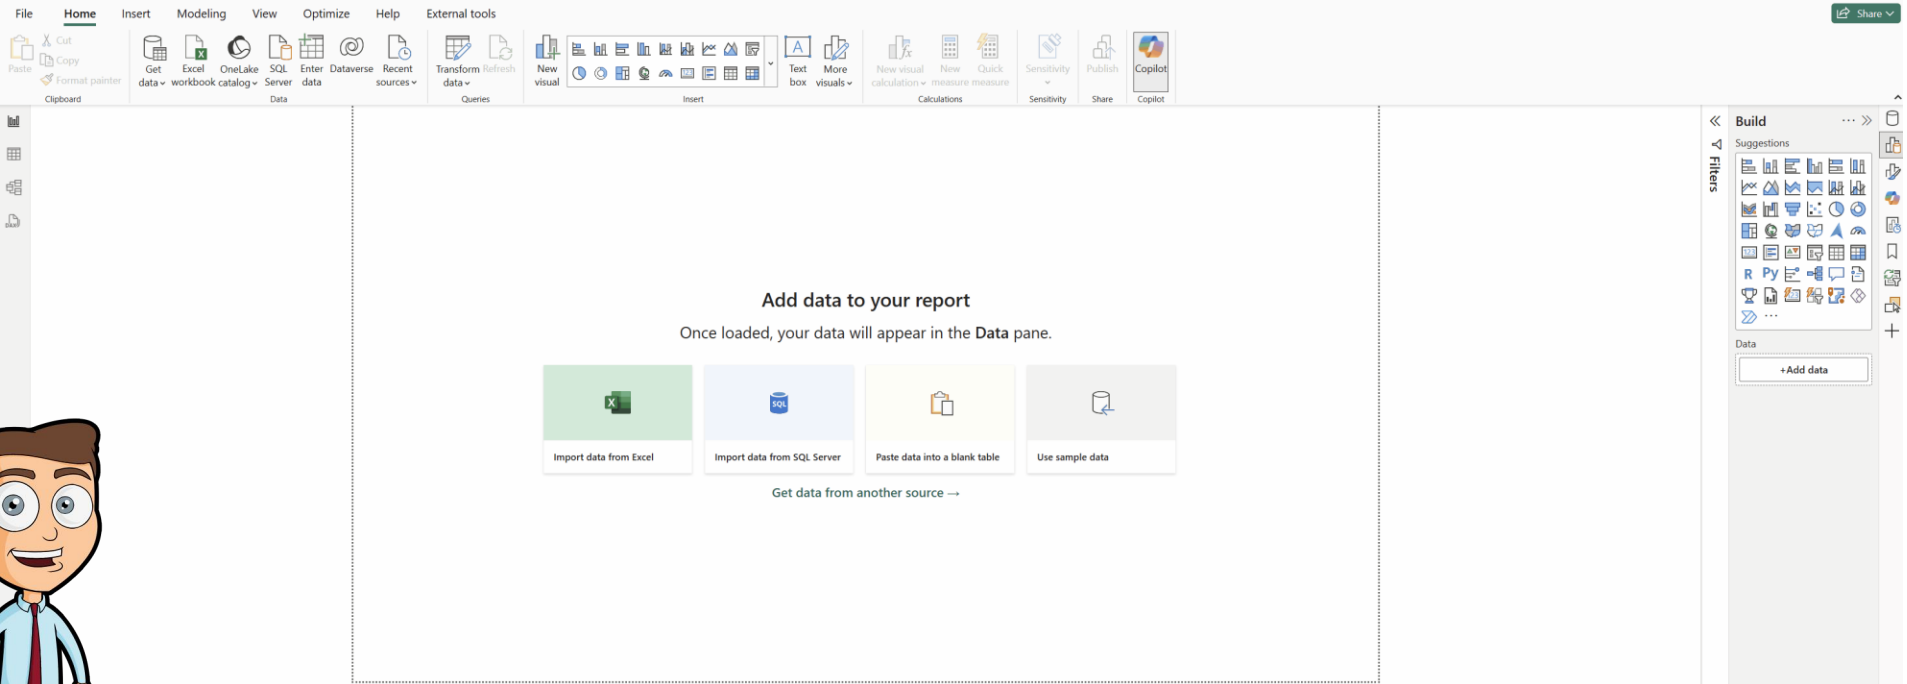 File Home Insert Modeling View Optimize Help External tools
Share
Paste
Cut
Copy
Format painter
Clipboard
Get data
Excel workbook
OneLake catalog
SQL Server
Enter data
Dataverse
Recent sources
Data
Transform data
Refresh
Queries
New visual
Text box
More visuals
Insert
New visual calculation
New measure
Quick measure
Calculations
Sensitivity
Sensitivity
Publish
Share
Copilot
Copilot
Filters
Build
Suggestions
R Py
Data
+Add data
Add data to your report
Once loaded, your data will appear in the Data pane.
Import data from Excel
SQL
Import data from SQL Server
Paste data into a blank table
Use sample data
Get data from another source →